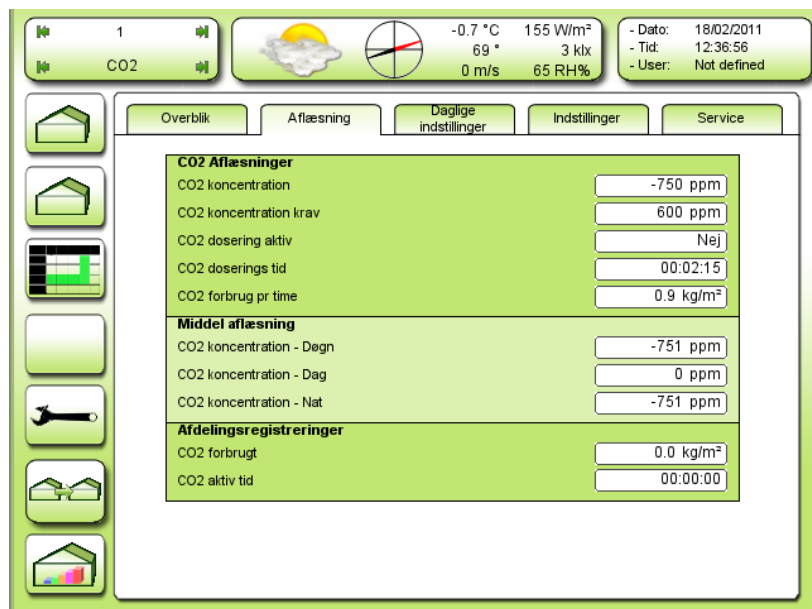 1
CO2
-0.7 °C 155 W/m²
69 ° 3 klx
0 m/s 65 RH%
- Dato: 18/02/2011
- Tid: 12:36:56
- User: Not defined
Overblik
Aflæsning
Daglige
indstillinger
Indstillinger
Service
CO2 Aflæsninger
CO2 koncentration -750 ppm
CO2 koncentration krav 600 ppm
CO2 dosering aktiv Nej
CO2 doserings tid 00:02:15
CO2 forbrug pr time 0.9 kg/m²
Middel aflæsning
CO2 koncentration - Døgn -751 ppm
CO2 koncentration - Dag 0 ppm
CO2 koncentration - Nat -751 ppm
Afdelingsregistreringer
CO2 forbrugt 0.0 kg/m²
CO2 aktiv tid 00:00:00